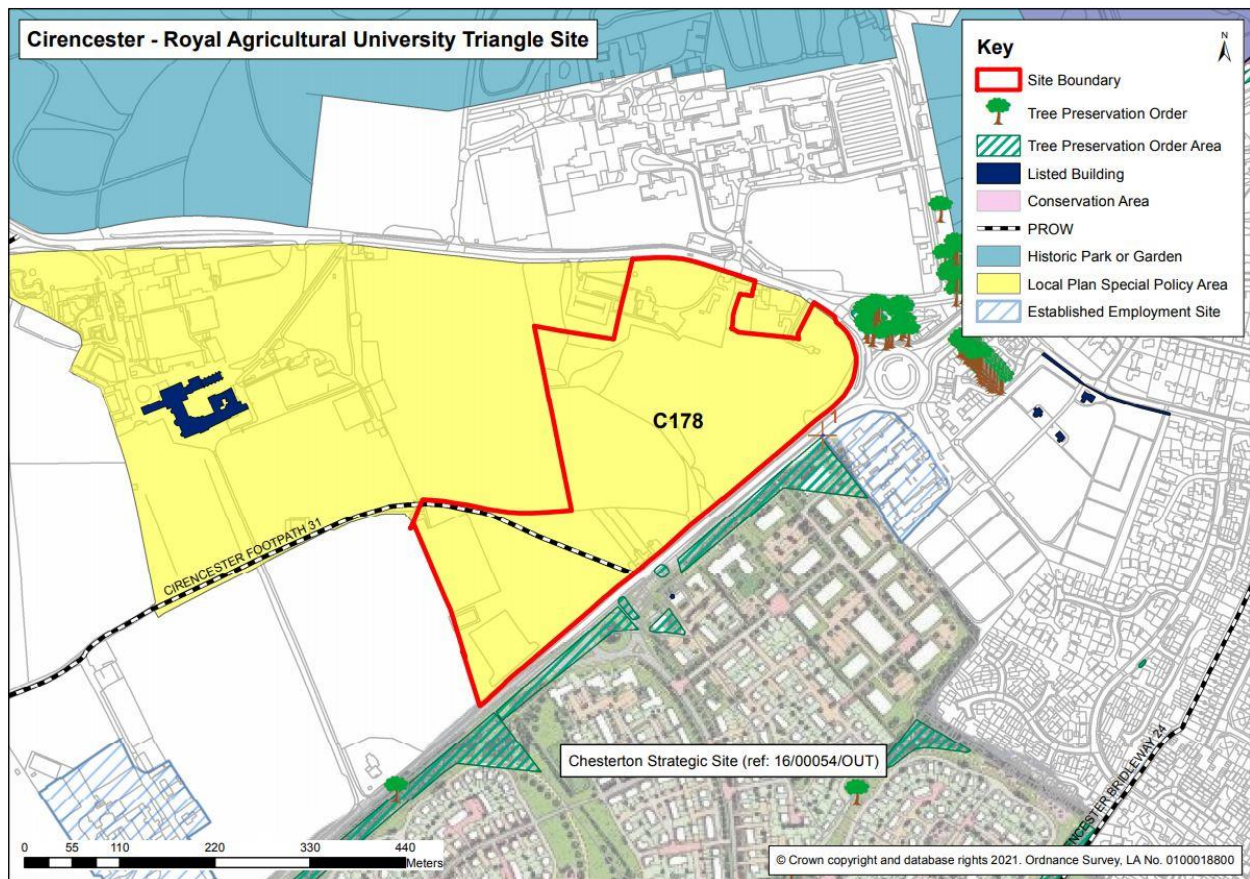 Cirencester - Royal Agricultural University Triangle Site
Key
N
Site Boundary
Tree Preservation Order
Tree Preservation Order Area
Listed Building
Conservation Area
PROW
Historic Park or Garden
Local Plan Special Policy Area
Established Employment Site
C178
CIRENCESTER FOOTPATH 31
Chesterton Strategic Site (ref: 16/00054/OUT)
ENCESTER BRIDLEWAY 24
0 55 110 220 330 440
Meters
© Crown copyright and database rights 2021. Ordnance Survey, LA No. 0100018800